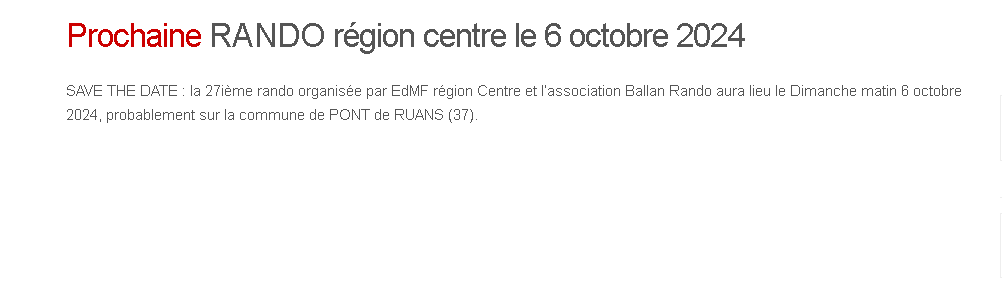 Prochaine RANDO région centre le 6 octobre 2024
SAVE THE DATE : la 27ième rando organisée par EdMF région Centre et l'association Ballan Rando aura lieu le Dimanche matin 6 octobre
2024, probablement sur la commune de PONT de RUANS (37).